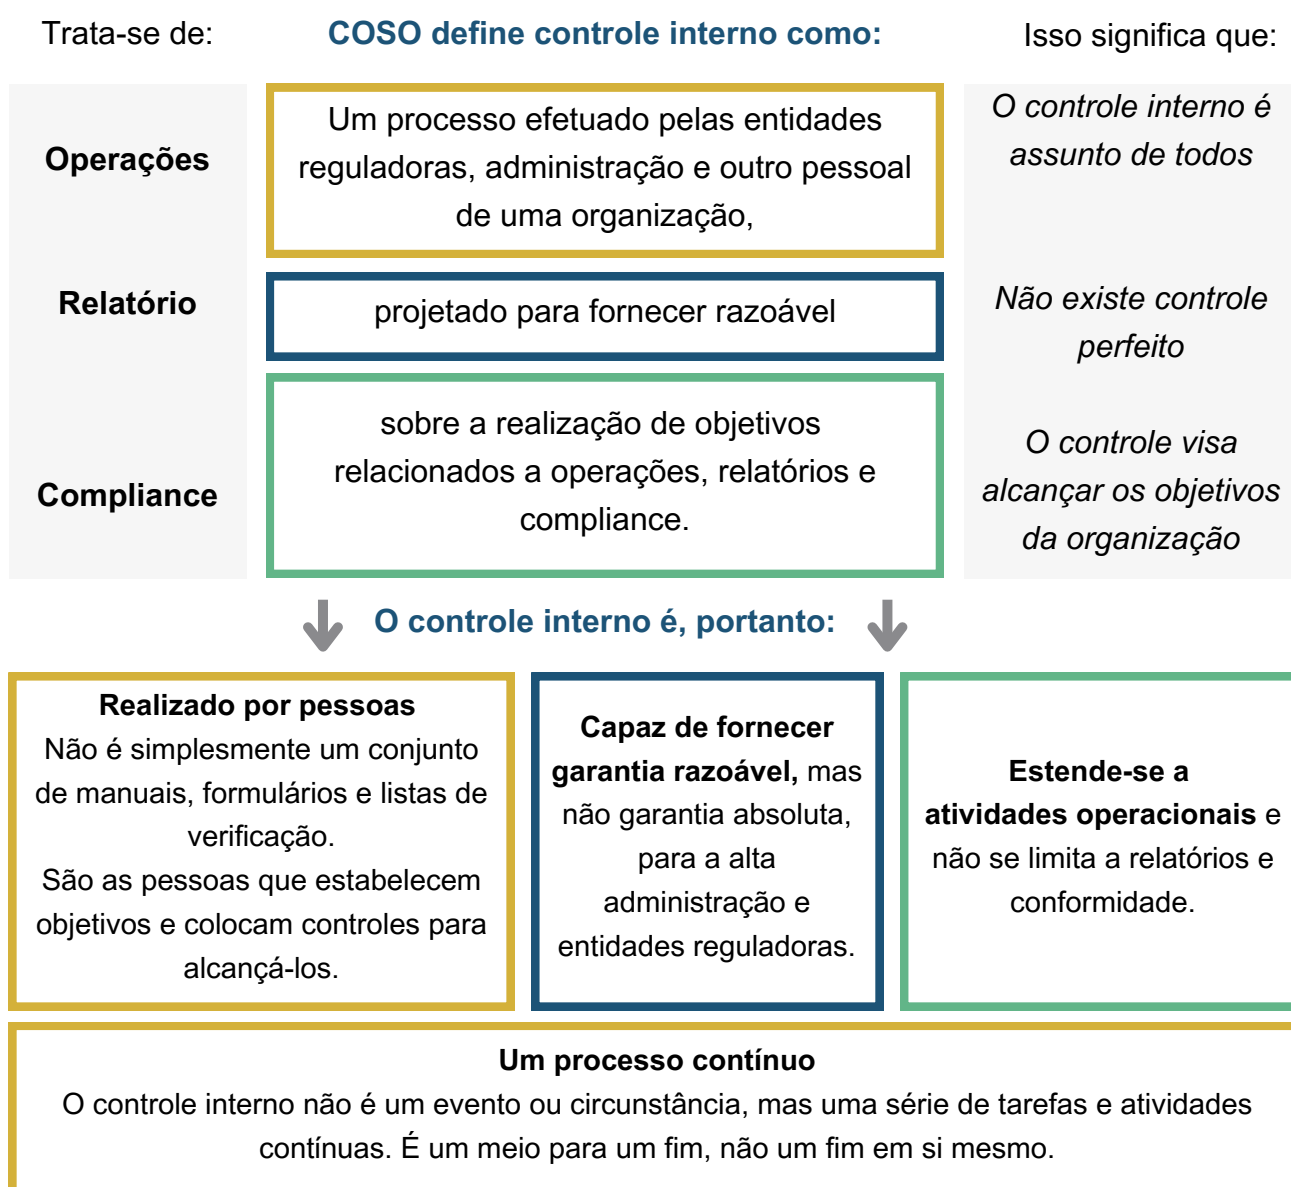 Trata-se de:
COSO define controle interno como:
Isso significa que:
Operações
Um processo efetuado pelas entidades
reguladoras, administração e outro pessoal
de uma organização,
O controle interno é
assunto de todos
Relatório
projetado para fornecer razoável
Não existe controle
perfeito
Compliance
sobre a realização de objetivos
relacionados a operações, relatórios e
compliance.
O controle visa
alcançar os objetivos
da organização
O controle interno é, portanto:
Realizado por pessoas
Não é simplesmente um conjunto
de manuais, formulários e listas de
verificação.
São as pessoas que estabelecem
objetivos e colocam controles para
alcançá-los.
Capaz de fornecer
garantia razoável, mas
não garantia absoluta,
para a alta
administração e
entidades reguladoras.
Estende-se a
atividades operacionais e
não se limita a relatórios e
conformidade.
Um processo contínuo
O controle interno não é um evento ou circunstância, mas uma série de tarefas e atividades
contínuas. É um meio para um fim, não um fim em si mesmo.